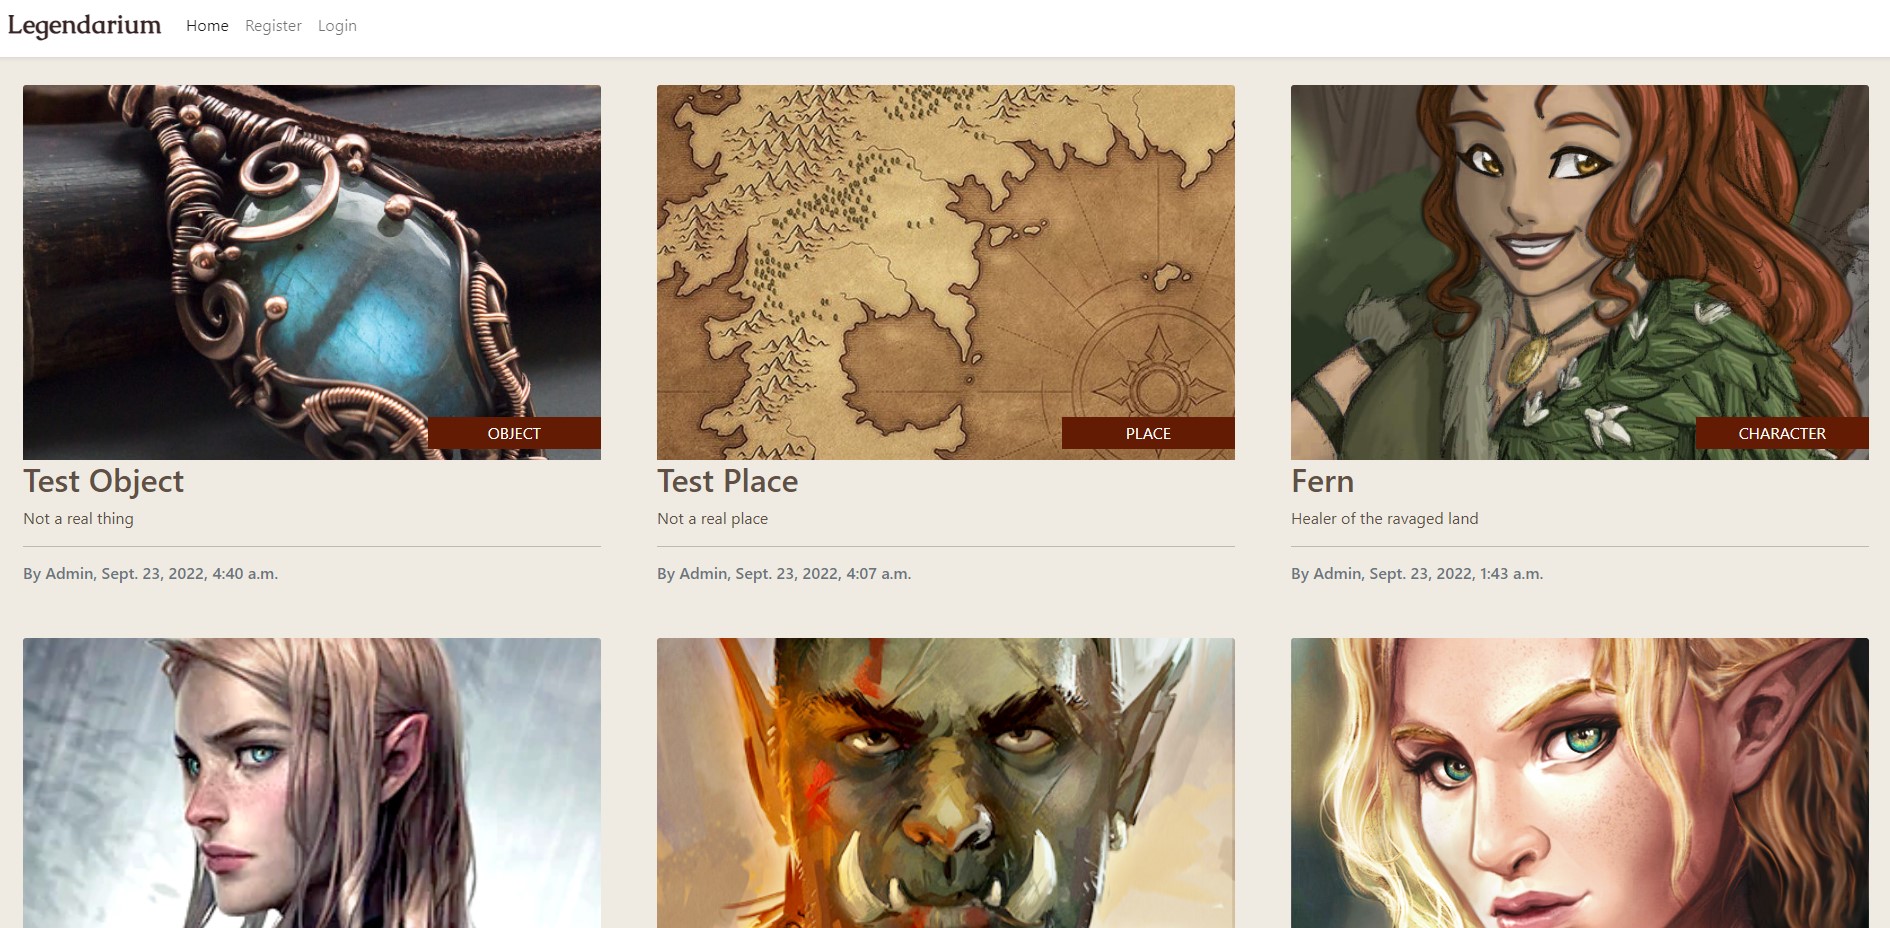 Legendarium Home Register Login
OBJECT
PLACE
CHARACTER
Test Object
Test Place
Fern
Not a real thing
Not a real place
Healer of the ravaged land
By Admin, Sept. 23, 2022, 4:40 a.m.
By Admin, Sept. 23, 2022, 4:07 a.m.
By Admin, Sept. 23, 2022, 1:43 a.m.